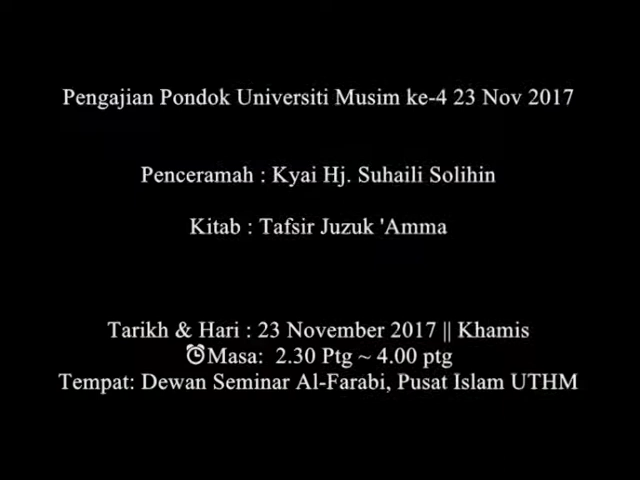 Pengajian Pondok Universiti Musim ke-4 23 Nov 2017
Penceramah : Kyai Hj. Suhaili Solihin
Kitab : Tafsir Juzuk 'Amma
Tarikh & Hari : 23 November 2017 || Khamis
⏰Masa: 2.30 Ptg ~ 4.00 ptg
Tempat: Dewan Seminar Al-Farabi, Pusat Islam UTHM